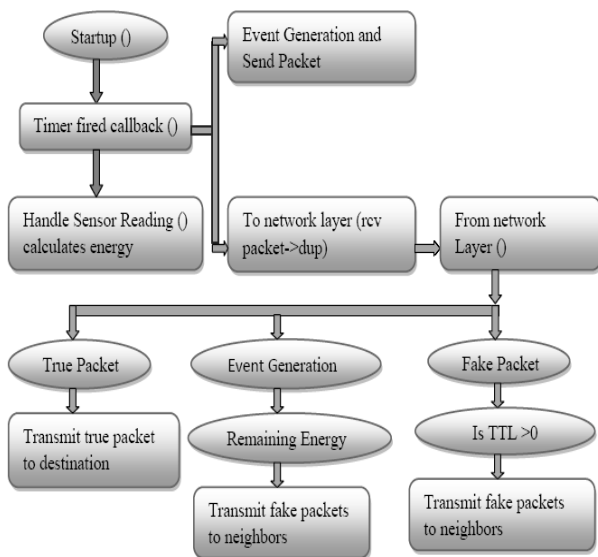 Startup ()
Event Generation and
Send Packet
Timer fired callback ()
Handle Sensor Reading ()
calculates energy
To network layer (rcv
packet->dup)
From network
Layer ()
True Packet
Event Generation
Fake Packet
Transmit true packet
to destination
Remaining Energy
Is TTL >0
Transmit fake packets
to neighbors
Transmit fake packets
to neighbors